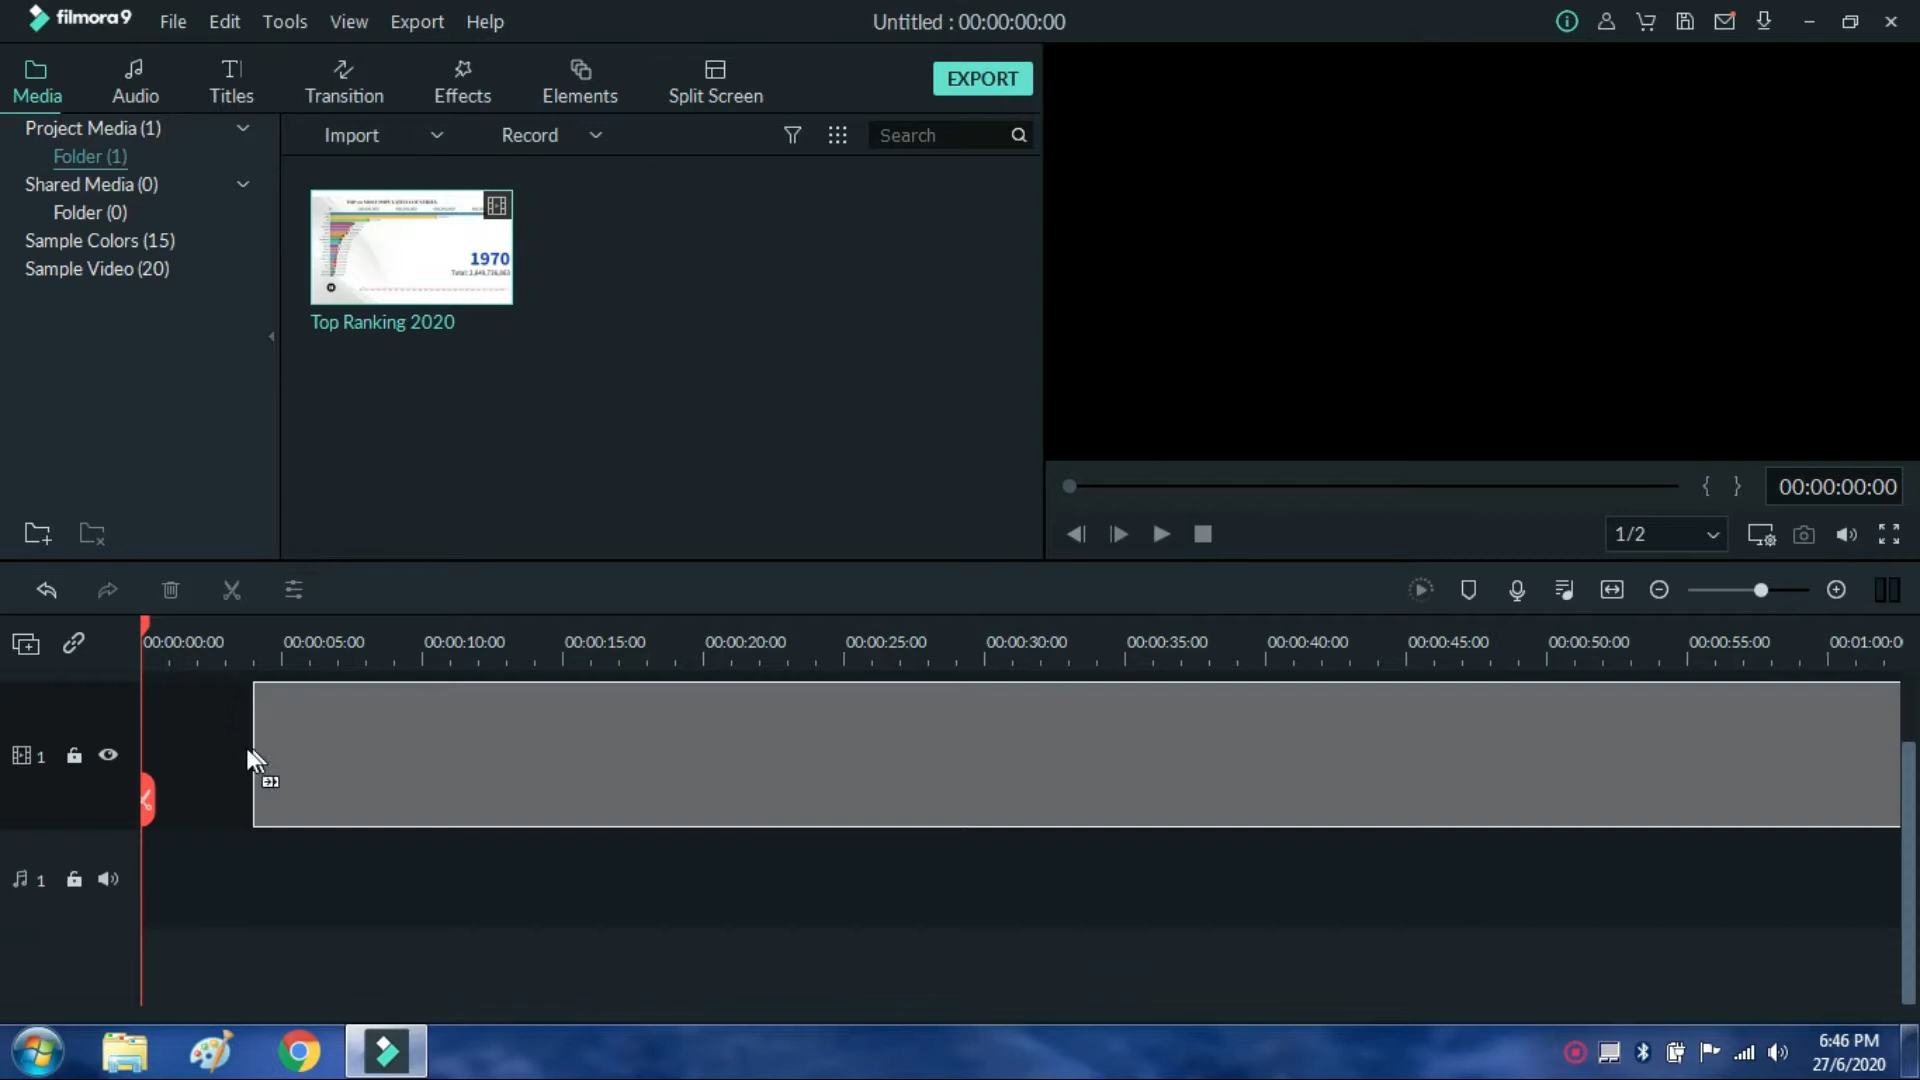 filmora9 File Edit Tools View Export Help Untitled : 00:00:00:00
Media Audio Titles Transition Effects Elements Split Screen EXPORT
Project Media (1)
Folder (1)
Shared Media (0)
Folder (0)
Sample Colors (15)
Sample Video (20)
Import Record Search
TOP 20 MOST POPULATED COUNTRIES
1970
Top Ranking 2020
00:00:00:00
1/2
00:00:00:00 00:00:05:00 00:00:10:00 00:00:15:00 00:00:20:00 00:00:25:00 00:00:30:00 00:00:35:00 00:00:40:00 00:00:45:00 00:00:50:00 00:00:55:00 00:01:00:0
1
1
6:46 PM
27/6/2020